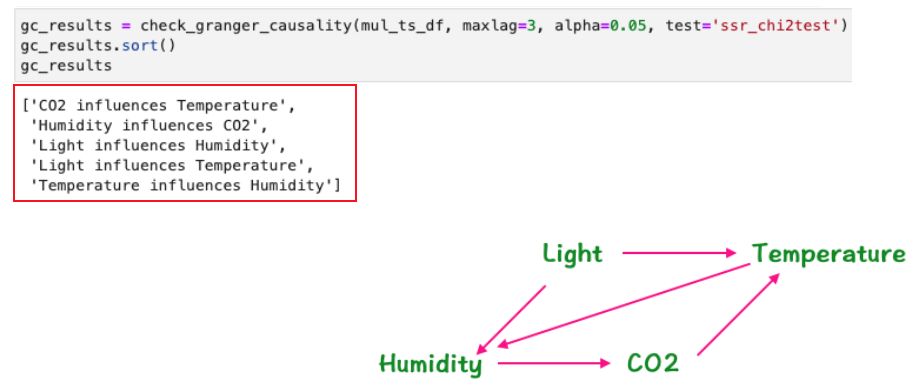 gc_results = check_granger_causality(mul_ts_df, maxlag=3, alpha=0.05, test='ssr_chi2test')
gc_results.sort()
gc_results
['CO2 influences Temperature',
'Humidity influences CO2',
'Light influences Humidity',
'Light influences Temperature',
'Temperature influences Humidity']
Light Temperature
Humidity CO2